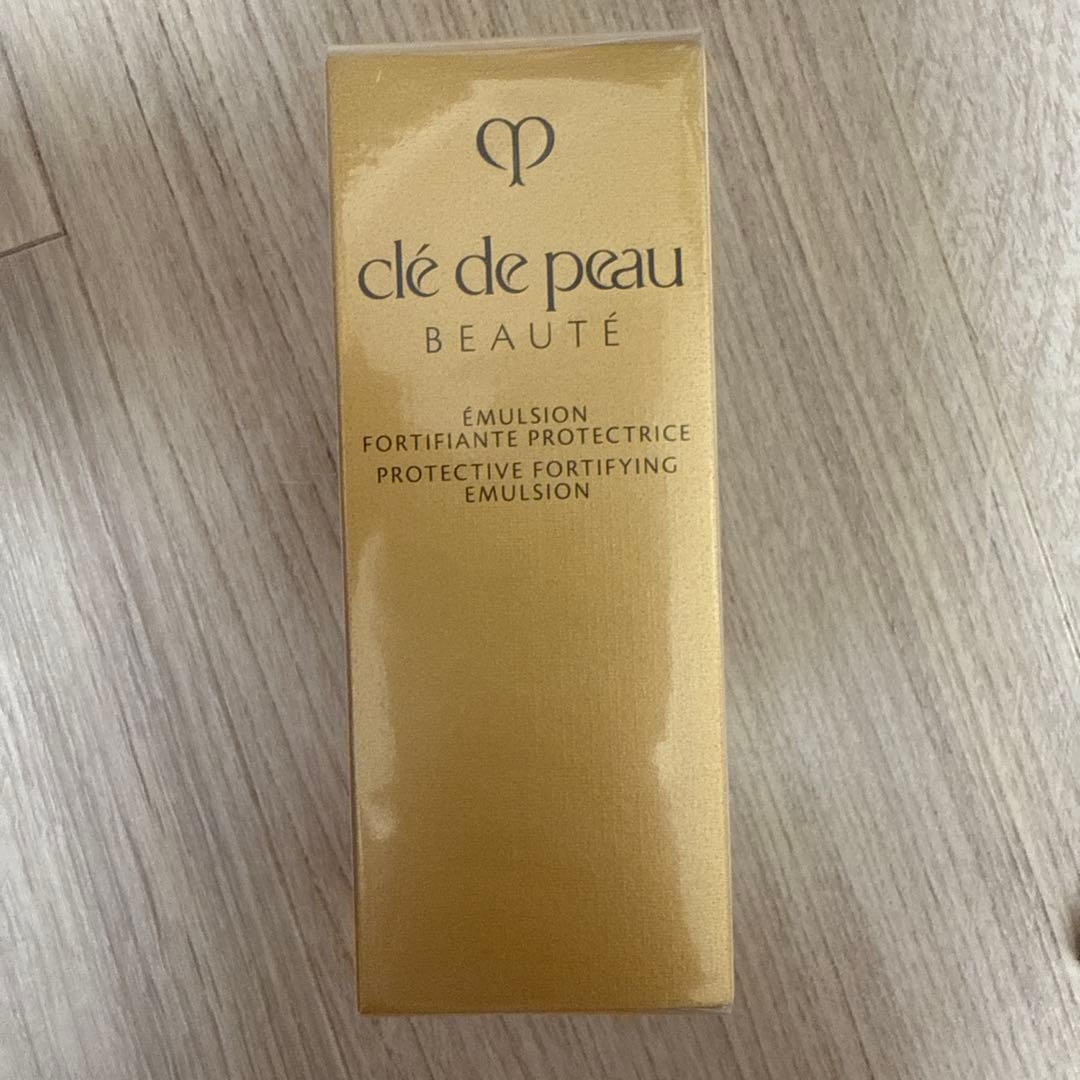 clé de peau
BEAUTÉ
ÉMULSION
FORTIFIANTE PROTECTRICE
PROTECTIVE FORTIFYING
EMULSION